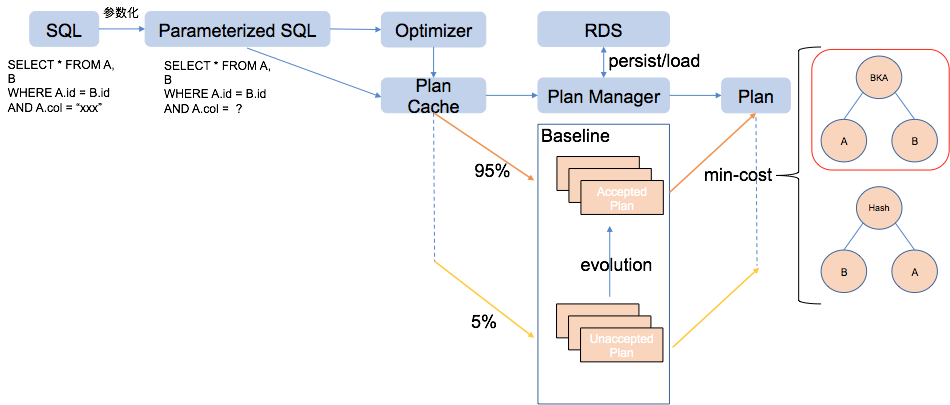 SQL
参数化
Parameterized SQL
Optimizer
RDS
SELECT * FROM A,
B
WHERE A.id = B.id
AND A.col = “xxx”
SELECT * FROM A,
B
WHERE A.id = B.id
AND A.col = ?
persist/load
Plan
Cache
Plan Manager
Plan
Baseline
95%
Accepted
Plan
evolution
5%
Unaccepted
Plan
min-cost
BKA
A
B
Hash
B
A